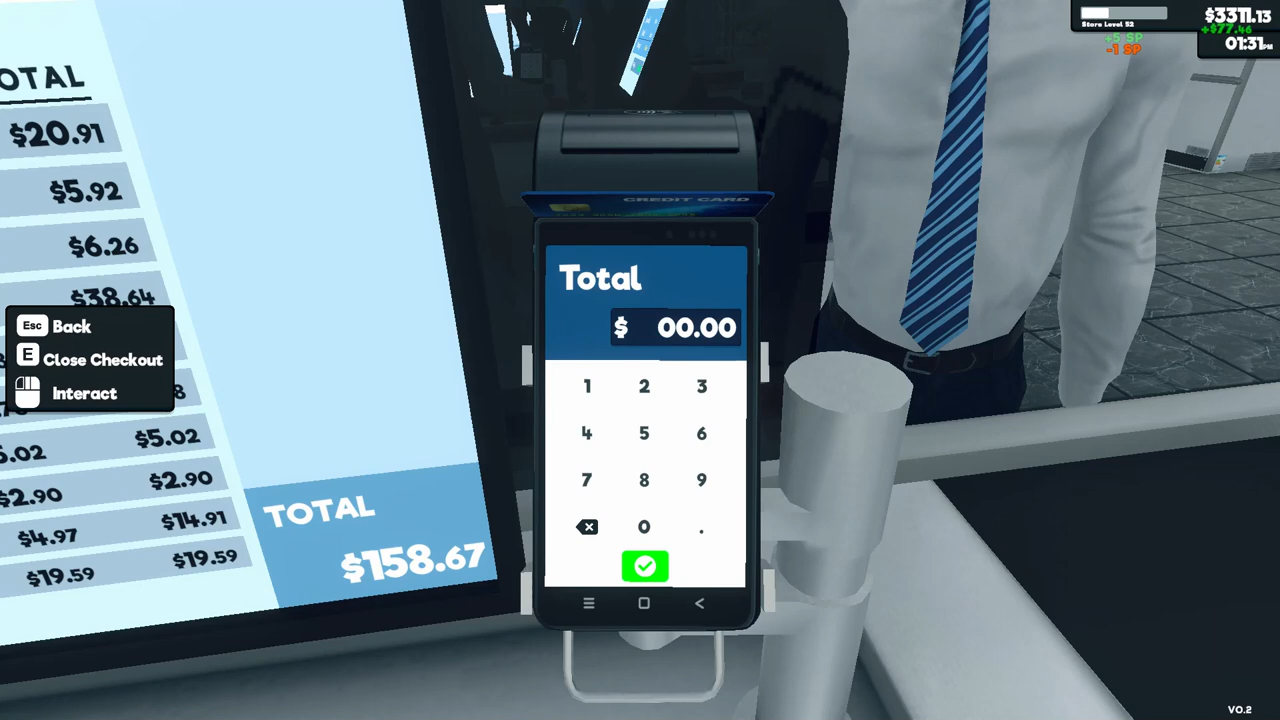 OTAL
$20.91
$5.92
$6.26
$38.64
Esc Back
E Close Checkout
Interact
8
5.02 $5.02
$2.90 $2.90
$4.97 $14.91
$19.59 $19.59
TOTAL
$158.67
CREDIT CARD
Total
$ 00.00
1 2 3
4 5 6
7 8 9
0 .
Store Level 52
$3311.13
+$77.46
+5 SP
-1 SP
01:31PM
V0.2